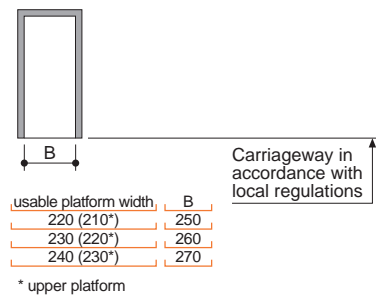 B
Carriageway in
accordance with
local regulations
usable platform width B
220 (210*) 250
230 (220*) 260
240 (230*) 270
* upper platform